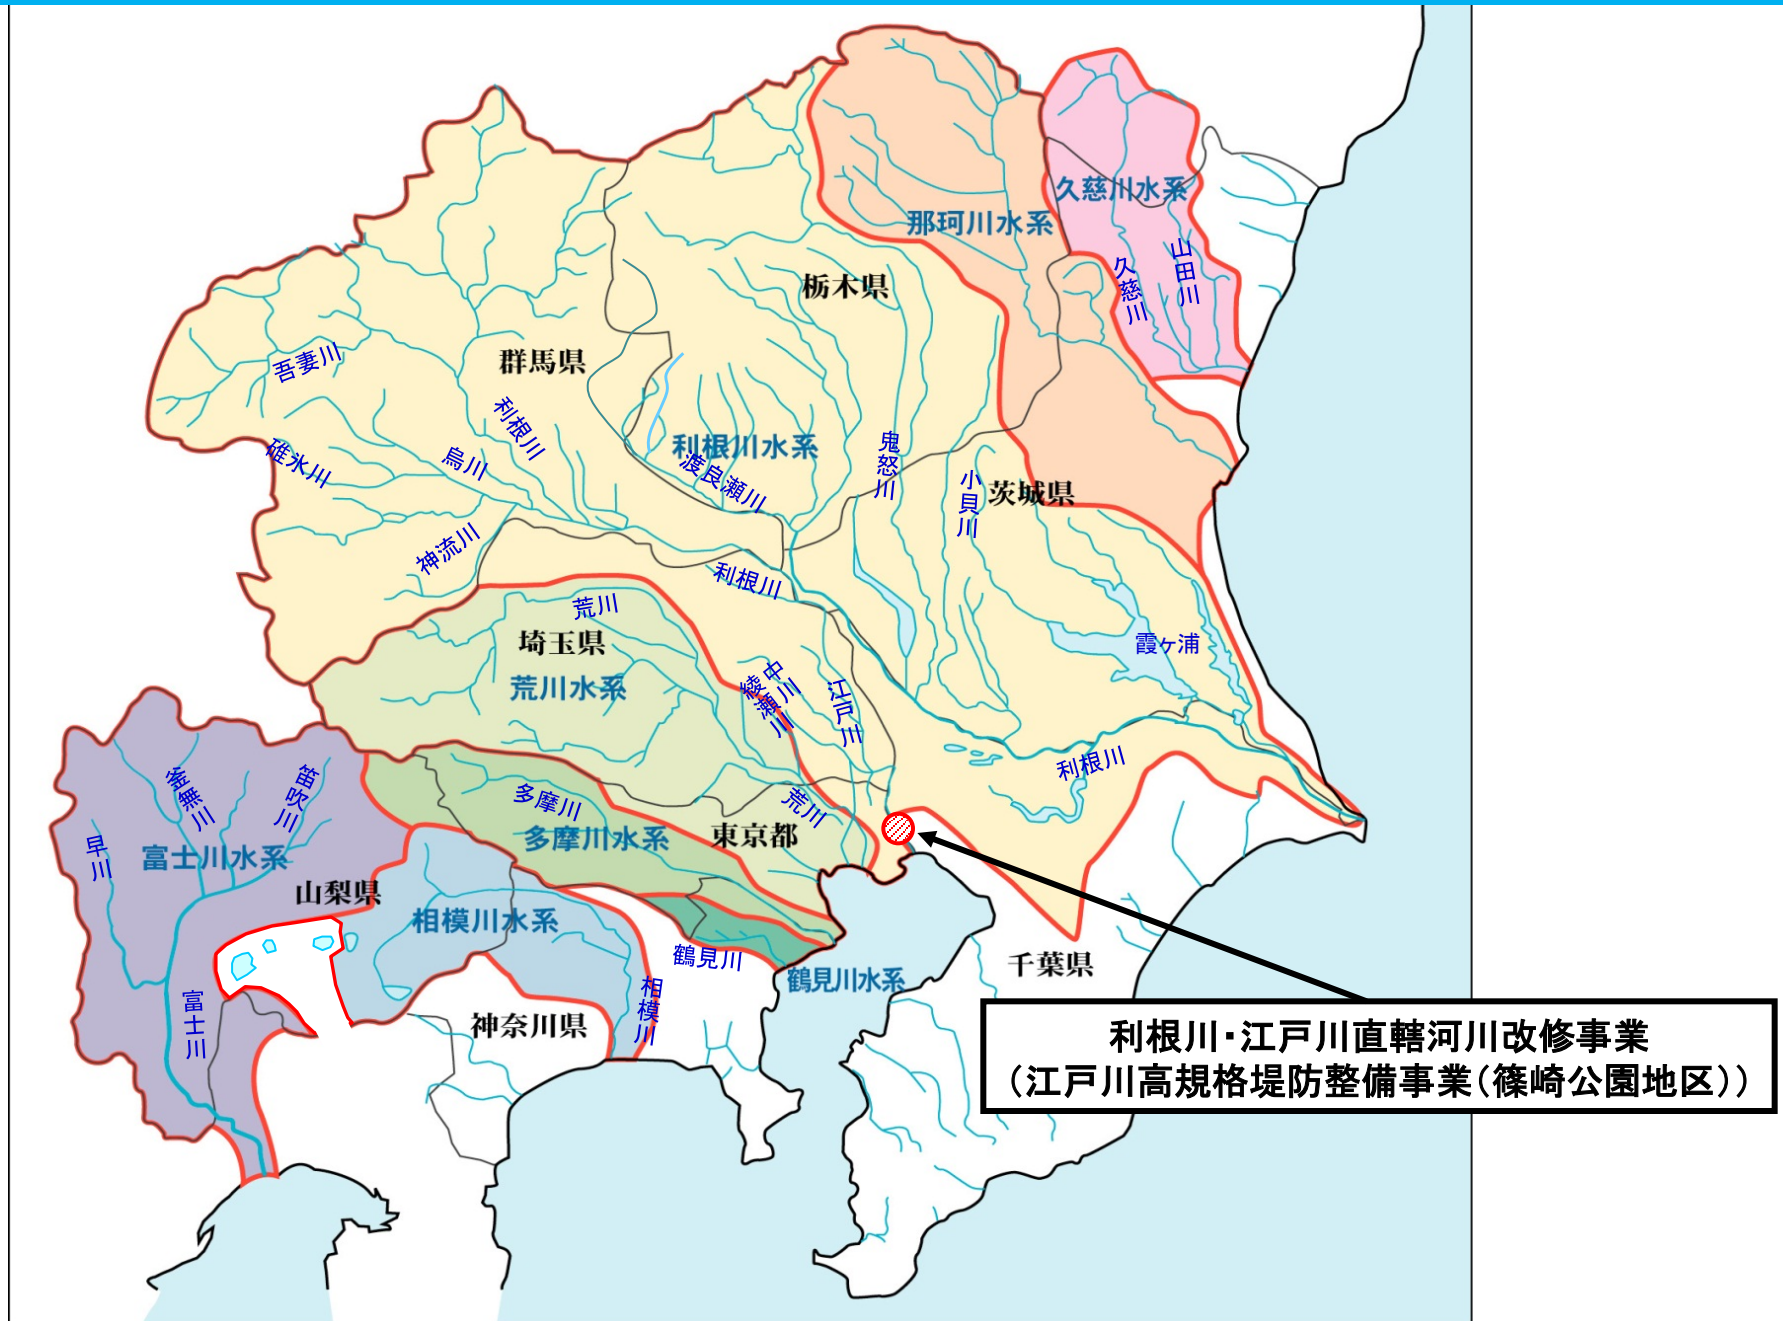 久慈川水系
那珂川水系
山田川
久慈川
栃木県
群馬県
吾妻川
利根川
利根川水系
鬼怒川
碓氷川
烏川
渡良瀬川
小貝川
茨城県
神流川
利根川
荒川
埼玉県
霞ヶ浦
荒川水系
綾瀬川
中川
江戸川
利根川
釜無川
笛吹川
多摩川
荒川
早川
富士川水系
多摩川水系
東京都
山梨県
相模川水系
鶴見川
鶴見川水系
千葉県
相模川
富士川
神奈川県
利根川・江戸川直轄河川改修事業
（江戸川高規格堤防整備事業（篠崎公園地区））